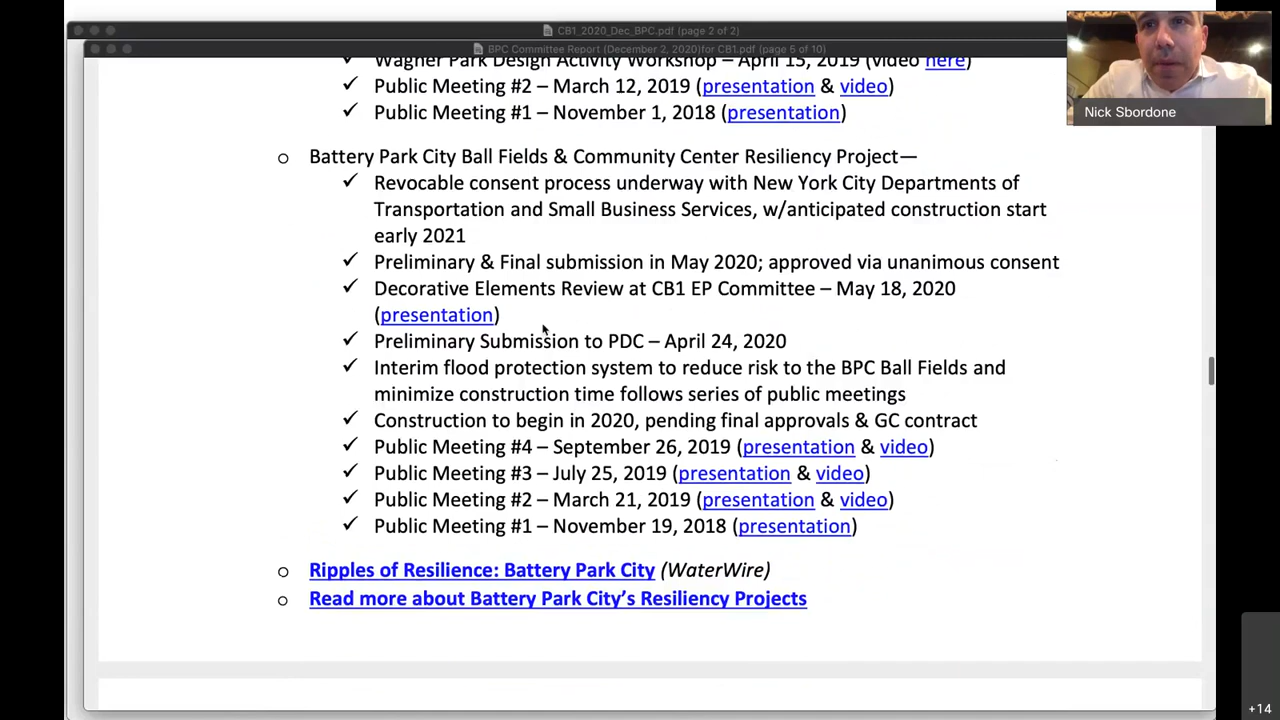 CB1_2020_Dec_BPC.pdf (page 2 of 2)
BPC Committee Report (December 2, 2020)for CB1.pdf (page 5 of 10)
Nick Sbordone
Wagner Park Design Activity Workshop – April 15, 2019 (video here)
✓ Public Meeting #2 – March 12, 2019 (presentation & video)
✓ Public Meeting #1 – November 1, 2018 (presentation)
o Battery Park City Ball Fields & Community Center Resiliency Project—
✓ Revocable consent process underway with New York City Departments of
Transportation and Small Business Services, w/anticipated construction start
early 2021
✓ Preliminary & Final submission in May 2020; approved via unanimous consent
✓ Decorative Elements Review at CB1 EP Committee – May 18, 2020
(presentation)
✓ Preliminary Submission to PDC – April 24, 2020
✓ Interim flood protection system to reduce risk to the BPC Ball Fields and
minimize construction time follows series of public meetings
✓ Construction to begin in 2020, pending final approvals & GC contract
✓ Public Meeting #4 – September 26, 2019 (presentation & video)
✓ Public Meeting #3 – July 25, 2019 (presentation & video)
✓ Public Meeting #2 – March 21, 2019 (presentation & video)
✓ Public Meeting #1 – November 19, 2018 (presentation)
o Ripples of Resilience: Battery Park City (WaterWire)
o Read more about Battery Park City’s Resiliency Projects
+14